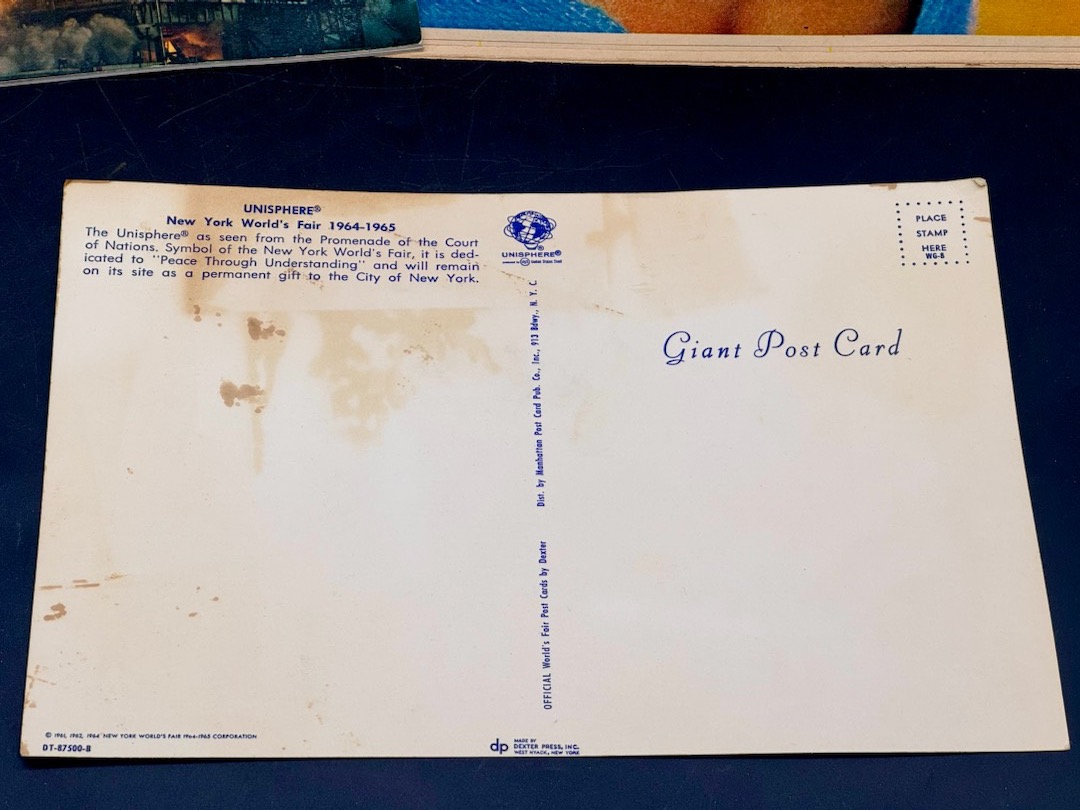 UNISPHERE®
New York World's Fair 1964-1965
The Unisphere® as seen from the Promenade of the Court
of Nations. Symbol of the New York World's Fair, it is ded-
icated to "Peace Through Understanding" and will remain
on its site as a permanent gift to the City of New York.
UNISPHERE®
United States Steel
PLACE
STAMP
HERE
WG-8
Giant Post Card
OFFICIAL World's Fair Post Cards by Dexter Dist. by Manhattan Post Card Pub. Co., Inc., 913 Bdwy., N. Y. C.
© 1961, 1962, 1964 NEW YORK WORLD'S FAIR 1964-1965 CORPORATION
DT-87500-B
dp
MADE BY
DEXTER PRESS, INC.
WEST NYACK, NEW YORK